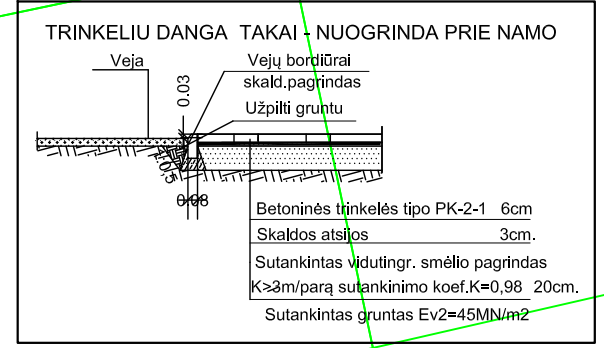 TRINKELIU DANGA TAKAI - NUOGRINDA PRIE NAMO
Veja
Vejų bordiūrai
skald.pagrindas
Užpilti gruntu
0.03
1:0,5
0.08
Betoninės trinkelės tipo PK-2-1 6cm
Skaldos atsijos 3cm.
Sutankintas vidutingr. smėlio pagrindas
K>3m/parą sutankinimo koef.K=0,98 20cm.
Sutankintas gruntas Ev2=45MN/m2